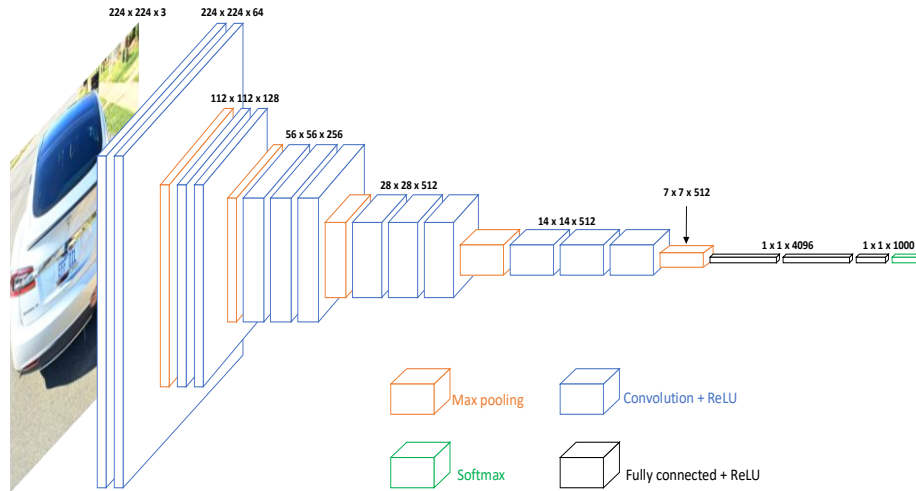 224 x 224 x 3
224 x 224 x 64
112 x 112 x 128
56 x 56 x 256
28 x 28 x 512
14 x 14 x 512
7 x 7 x 512
1 x 1 x 4096
1 x 1 x 1000
Max pooling
Convolution + ReLU
Softmax
Fully connected + ReLU